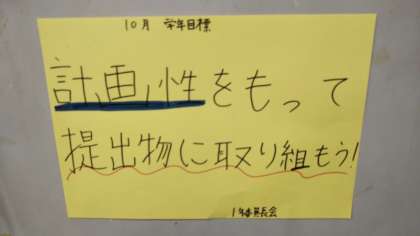 10月 学年目標
計画性をもって
提出物に取り組もう!
1年委員長会